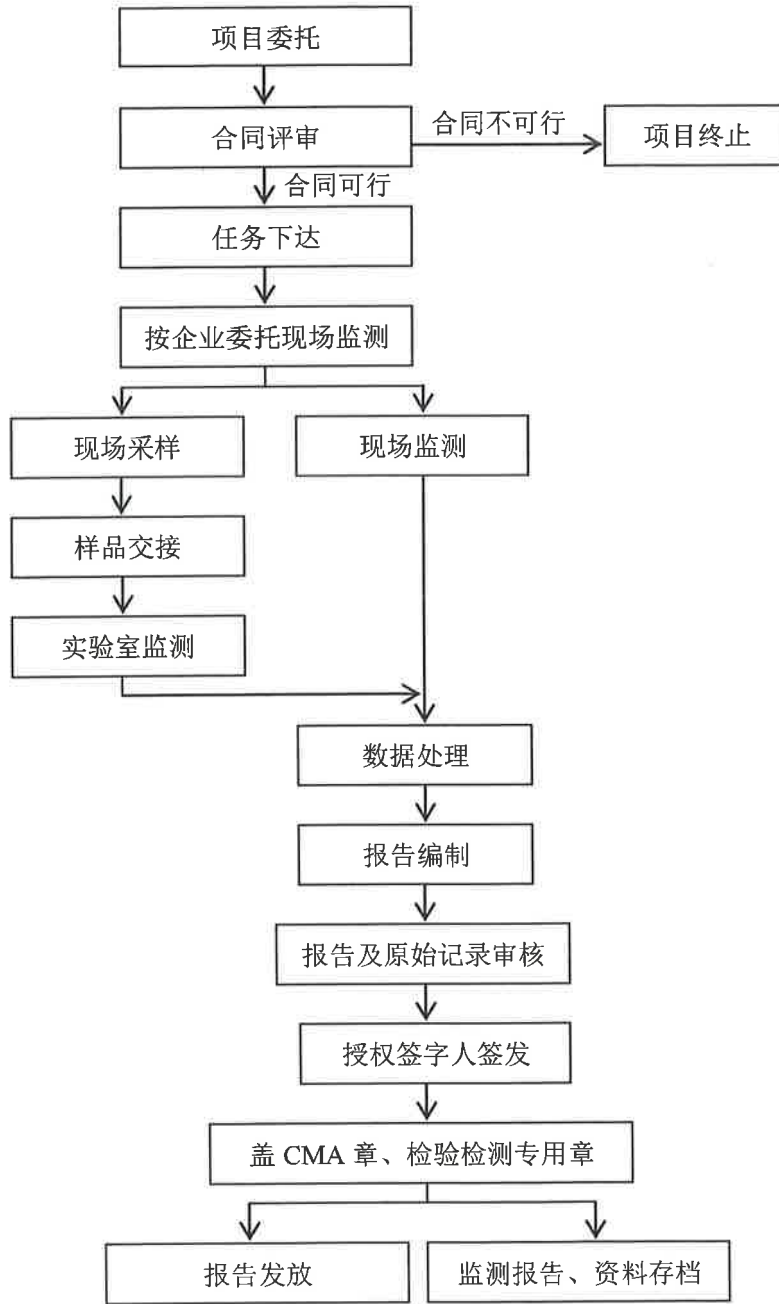 项目委托
合同评审
合同不可行
项目终止
合同可行
任务下达
按企业委托现场监测
现场采样
现场监测
样品交接
实验室监测
数据处理
报告编制
报告及原始记录审核
授权签字人签发
盖 CMA 章、检验检测专用章
报告发放
监测报告、资料存档